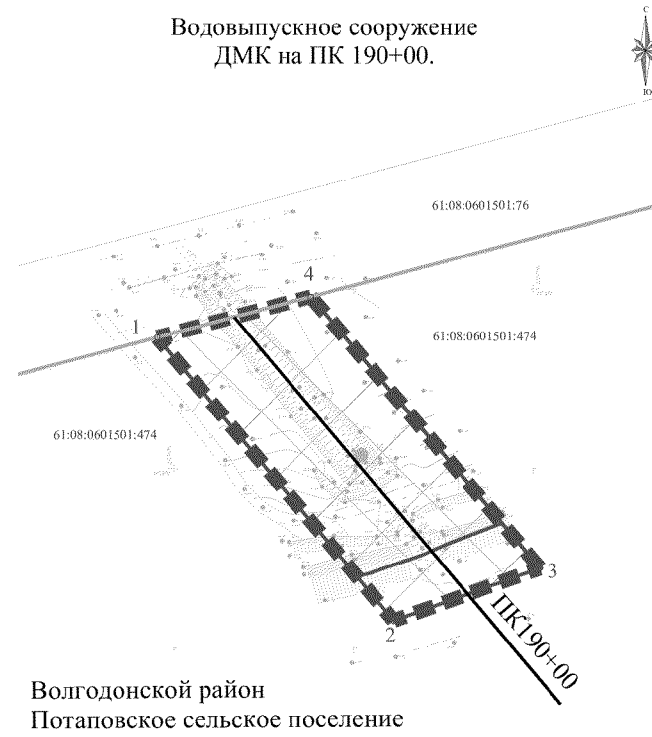 Водовыпускное сооружение
ДМК на ПК 190+00.
С
Ю
61:08:0601501:76
4
1
61:08:0601501:474
61:08:0601501:474
3
2
ПК190+00
Волгодонской район
Потаповское сельское поселение